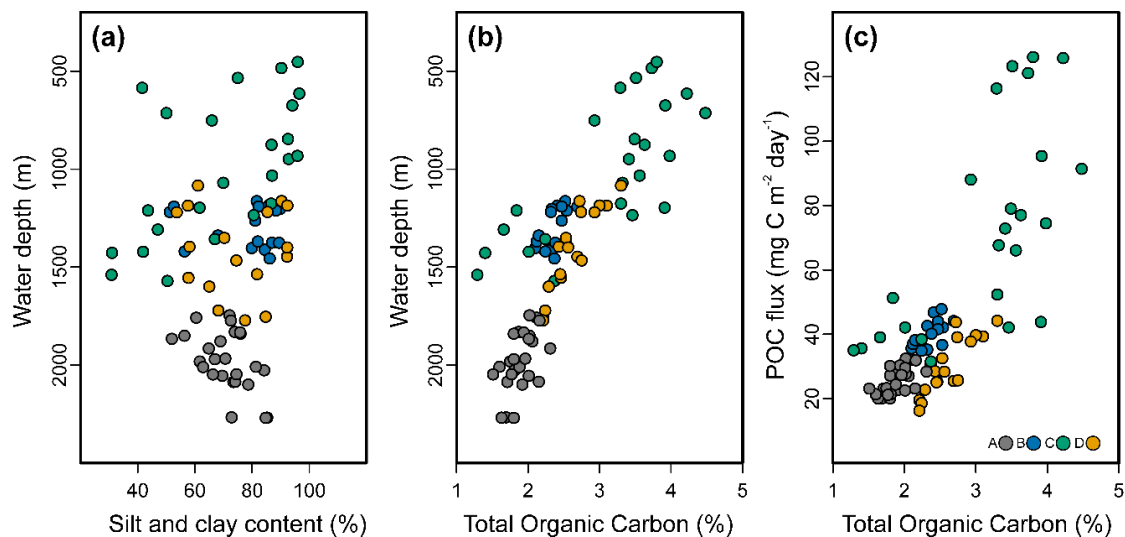 (a)
Water depth (m)
500
1000
1500
2000
40 60 80 100
Silt and clay content (%)
(b)
Water depth (m)
500
1000
1500
2000
1 2 3 4 5
Total Organic Carbon (%)
(c)
POC flux (mg C m⁻² day⁻¹)
120
100
80
60
40
20
A B C D
1 2 3 4 5
Total Organic Carbon (%)